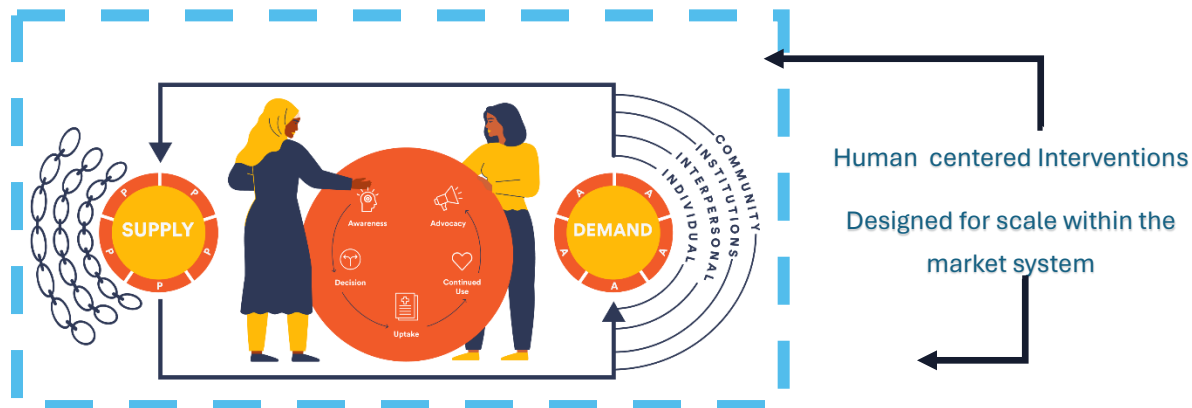 P
P
P
P
P
SUPPLY
Awareness
Advocacy
Decision
Continued
Use
Uptake
A
A
A
A
A
DEMAND
INDIVIDUAL
INTERPERSONAL
INSTITUTIONS
COMMUNITY
Human centered Interventions
Designed for scale within the
market system